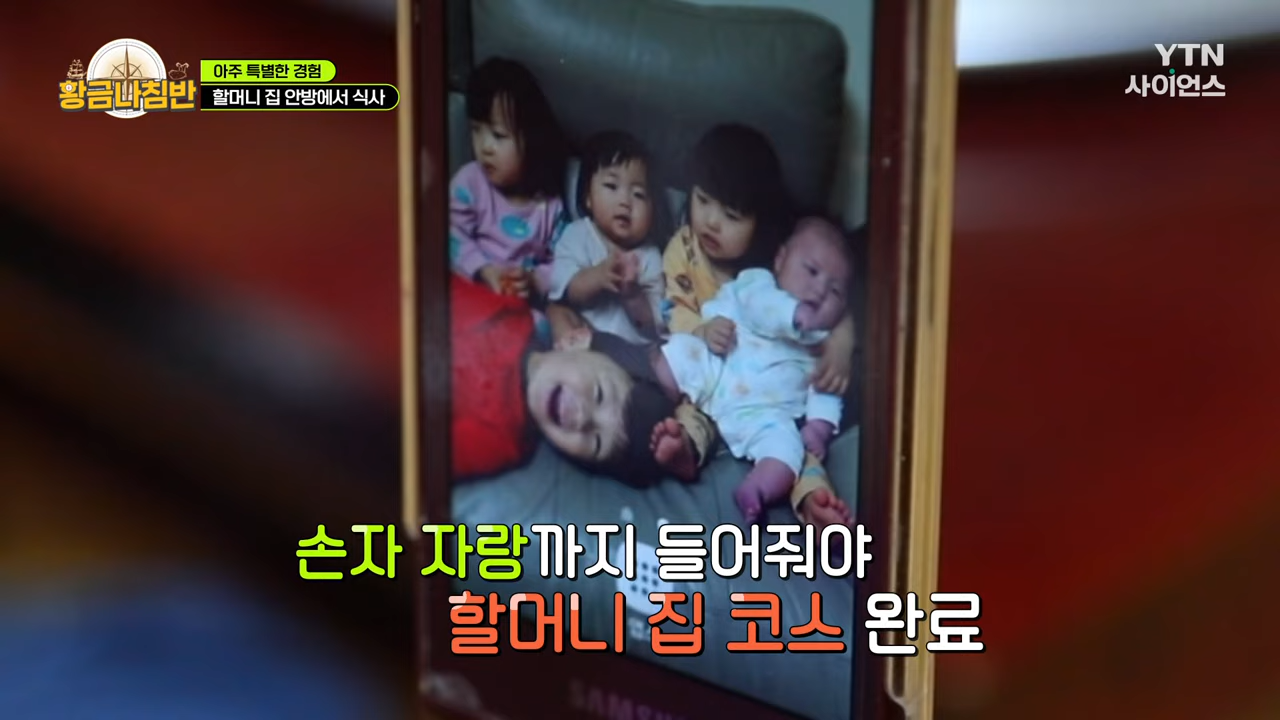 황금나침반
아주 특별한 경험
할머니 집 안방에서 식사
YTN
사이언스
손자 자랑까지 들어줘야
할머니 집 코스 완료
SAMSUNG